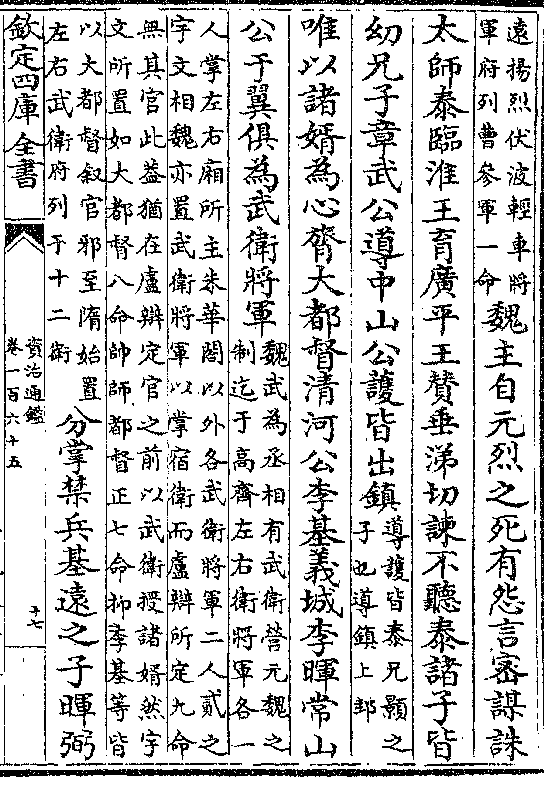 遠揚烈伏波輕車將
軍府列曹參軍一命
魏主自元烈之死有怨言密謀誅
太師泰臨淮王育廣平王贊垂涕切諫不聽泰諸子皆
幼兄子章武公導中山公護皆出鎮
導護皆泰兄顥之
子也導鎮上邽
唯以諸婿為心膂大都督清河公李基義城李暉常山
公于翼俱為武衛將軍
魏武為丞相有武衛營元魏之
制迄于高齊左右衛將軍各一
人掌左右廂所主朱華閣以外各武衛將軍二人貳之
宇文相魏亦置武衛將軍以掌宿衛而盧辯所定九命
無其官此蓋猶在盧辯定官之前以武衛授諸婿然宇
文所置如大都督八命帥師都督正七命抑李基等皆
以大都督叙官邪至隋始置
左右武衛府列于十二衛
分掌禁兵基遠之子暉弼
欽定四庫全書
資治通鑑
卷一百六十五
十七